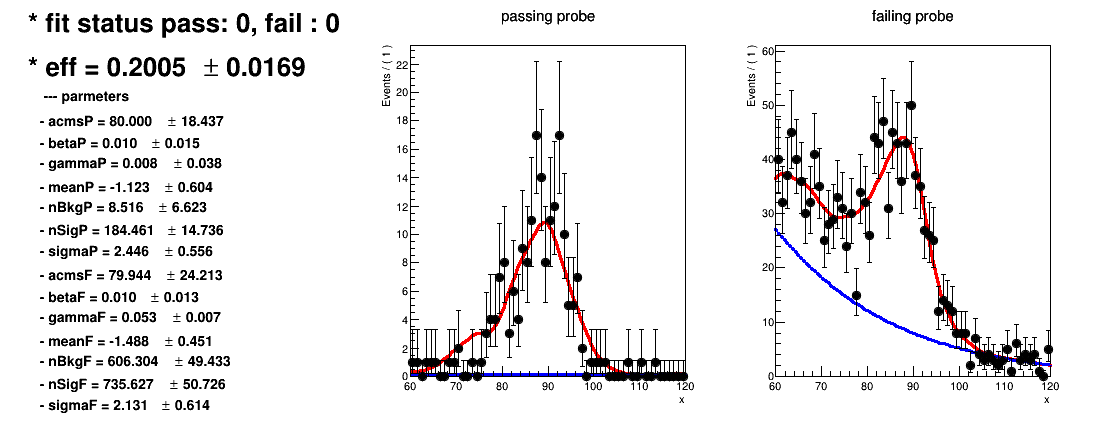 * fit status pass: 0, fail : 0
* eff = 0.2005 ± 0.0169
--- parmeters
- acmsP = 80.000 ± 18.437
- betaP = 0.010 ± 0.015
- gammaP = 0.008 ± 0.038
- meanP = -1.123 ± 0.604
- nBkgP = 8.516 ± 6.623
- nSigP = 184.461 ± 14.736
- sigmaP = 2.446 ± 0.556
- acmsF = 79.944 ± 24.213
- betaF = 0.010 ± 0.013
- gammaF = 0.053 ± 0.007
- meanF = -1.488 ± 0.451
- nBkgF = 606.304 ± 49.433
- nSigF = 735.627 ± 50.726
- sigmaF = 2.131 ± 0.614
passing probe
Events / ( 1 )
22
20
18
16
14
12
10
8
6
4
2
0
60 70 80 90 100 110 120
x
failing probe
Events / ( 1 )
60
50
40
30
20
10
0
60 70 80 90 100 110 120
x